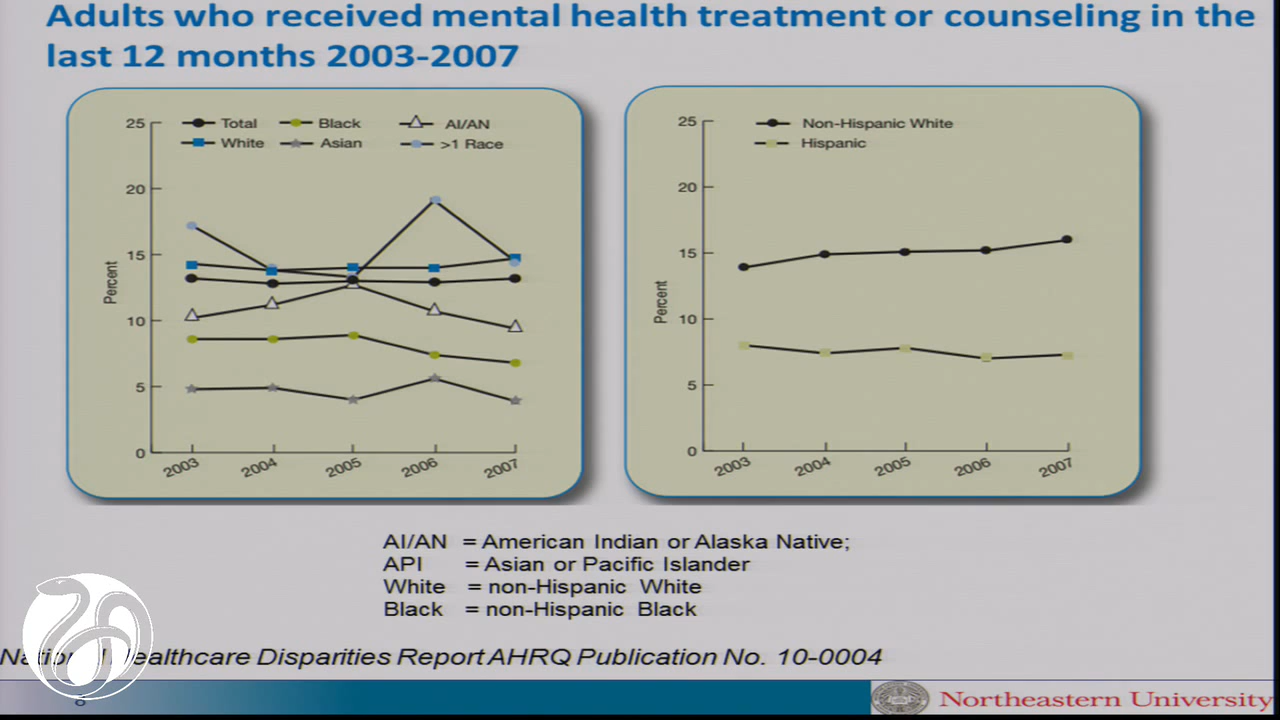 Adults who received mental health treatment or counseling in the
last 12 months 2003-2007
25
20
15
10
5
0
Percent
Total
Black
AI/AN
White
Asian
>1 Race
2003
2004
2005
2006
2007
25
20
15
10
5
0
Percent
Non-Hispanic White
Hispanic
2003
2004
2005
2006
2007
AI/AN = American Indian or Alaska Native;
API = Asian or Pacific Islander
White = non-Hispanic White
Black = non-Hispanic Black
Healthcare Disparities Report AHRQ Publication No. 10-0004
Northeastern University